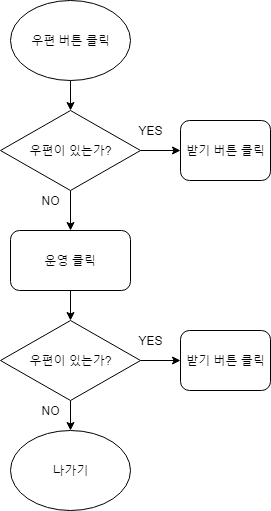 우편 버튼 클릭
우편이 있는가?
YES
받기 버튼 클릭
NO
운영 클릭
우편이 있는가?
YES
받기 버튼 클릭
NO
나가기